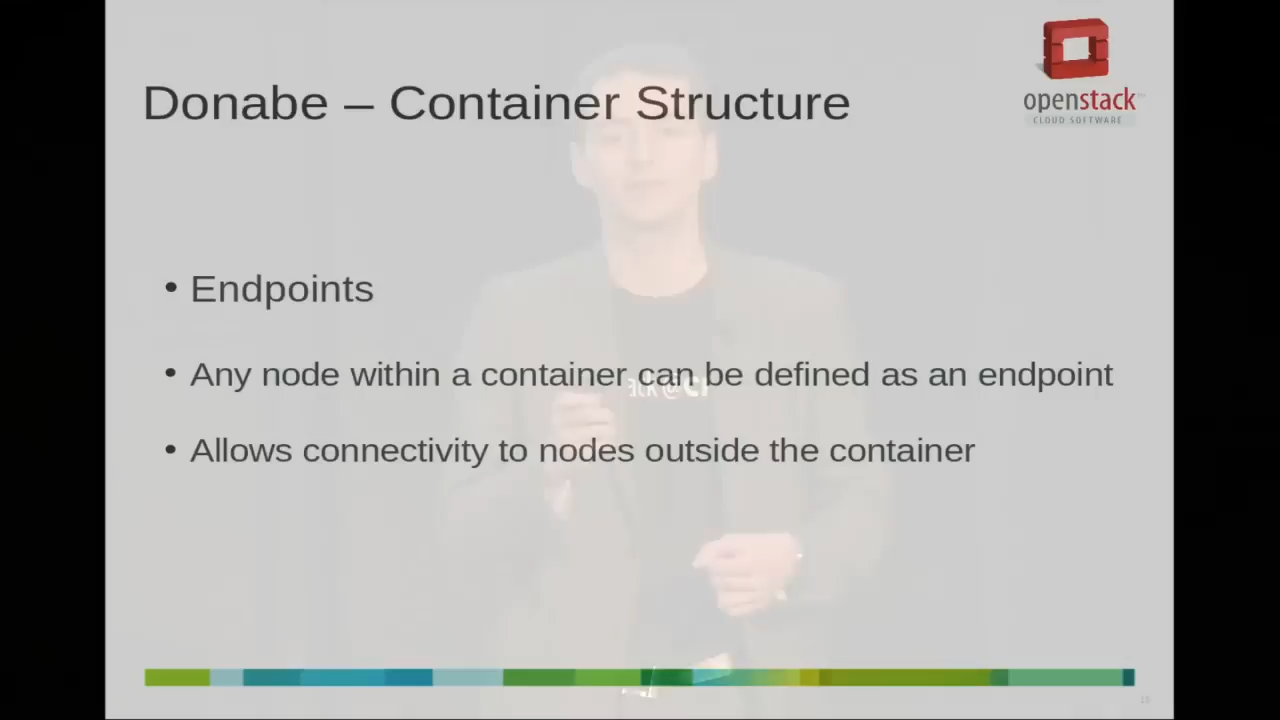 Donabe – Container Structure
openstack
CLOUD SOFTWARE
• Endpoints
• Any node within a container can be defined as an endpoint
• Allows connectivity to nodes outside the container